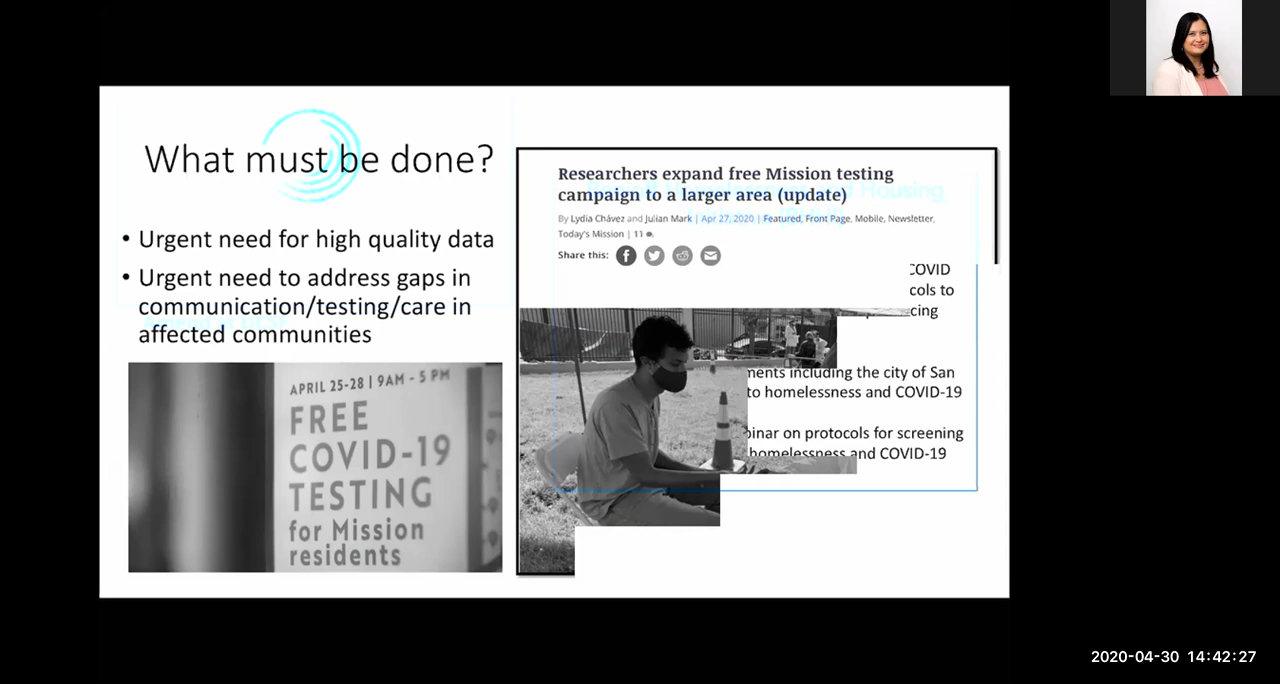 What must be done?
• Urgent need for high quality data
• Urgent need to address gaps in
communication/testing/care in
affected communities
APRIL 25-28 | 9AM - 5 PM
FREE
COVID-19
TESTING
for Mission
residents
Researchers expand free Mission testing
campaign to a larger area (update)
By Lydia Chávez and Julian Mark | Apr 27, 2020 | Featured, Front Page, Mobile, Newsletter,
Today's Mission | 11
Share this:
COVID
cols to
cing
ments including the city of San
to homelessness and COVID-19
binar on protocols for screening
homelessness and COVID-19
2020-04-30 14:42:27